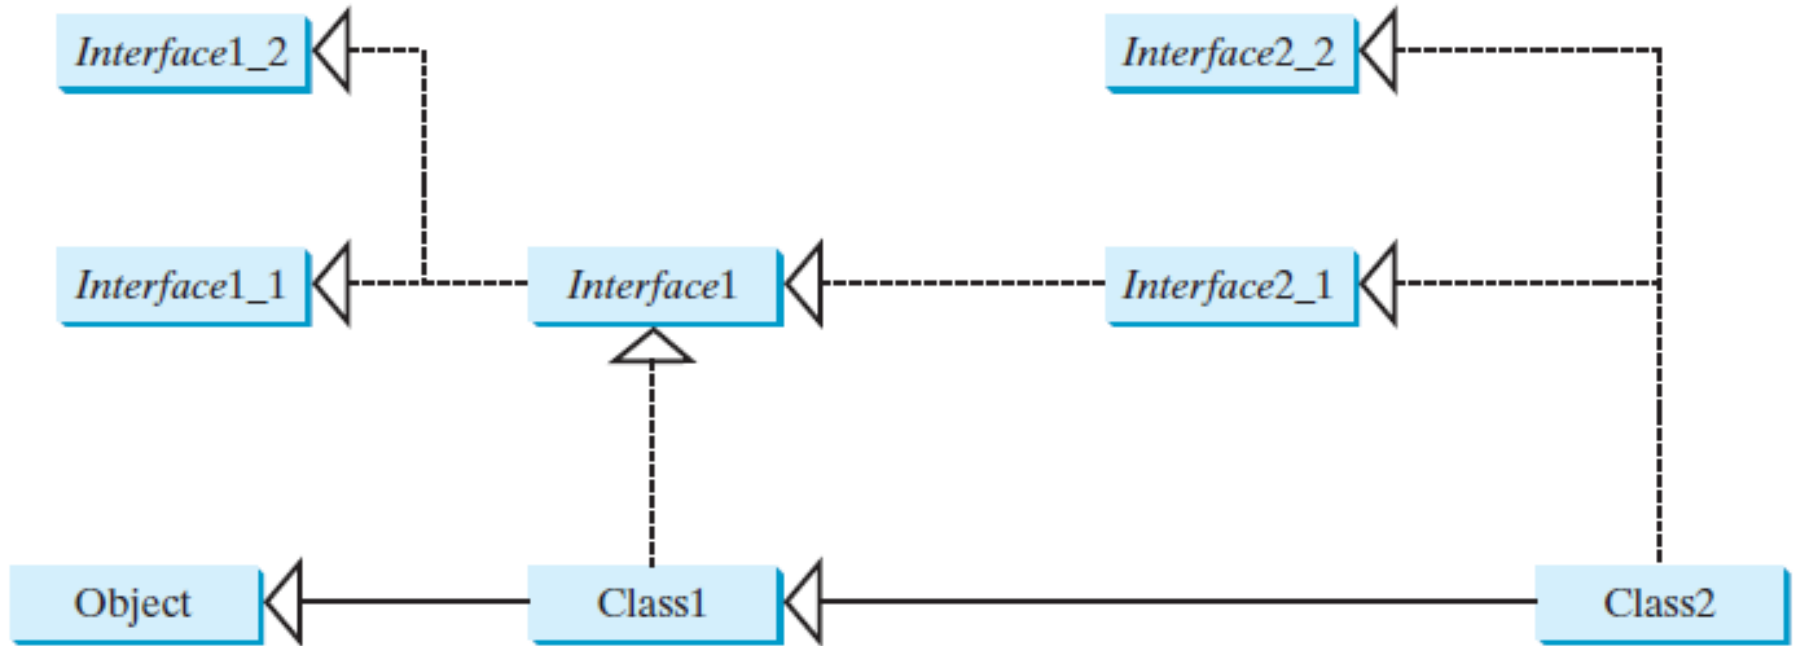 Interface1_2
Interface2_2
Interface1_1
Interface1
Interface2_1
Object
Class1
Class2